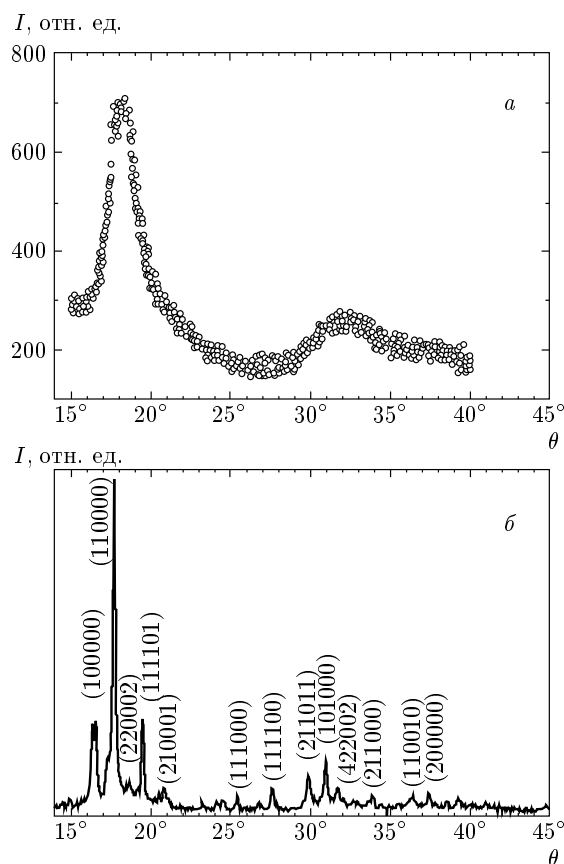 I, отн. ед.
800
а
600
400
200
15° 20° 25° 30° 35° 40° 45°
θ
I, отн. ед.
б
(100000)
(110000)
(220002)
(111101)
(210001)
(111000)
(111100)
(211011)
(101000)
(422002)
(211000)
(110010)
(200000)
15° 20° 25° 30° 35° 40° 45°
θ